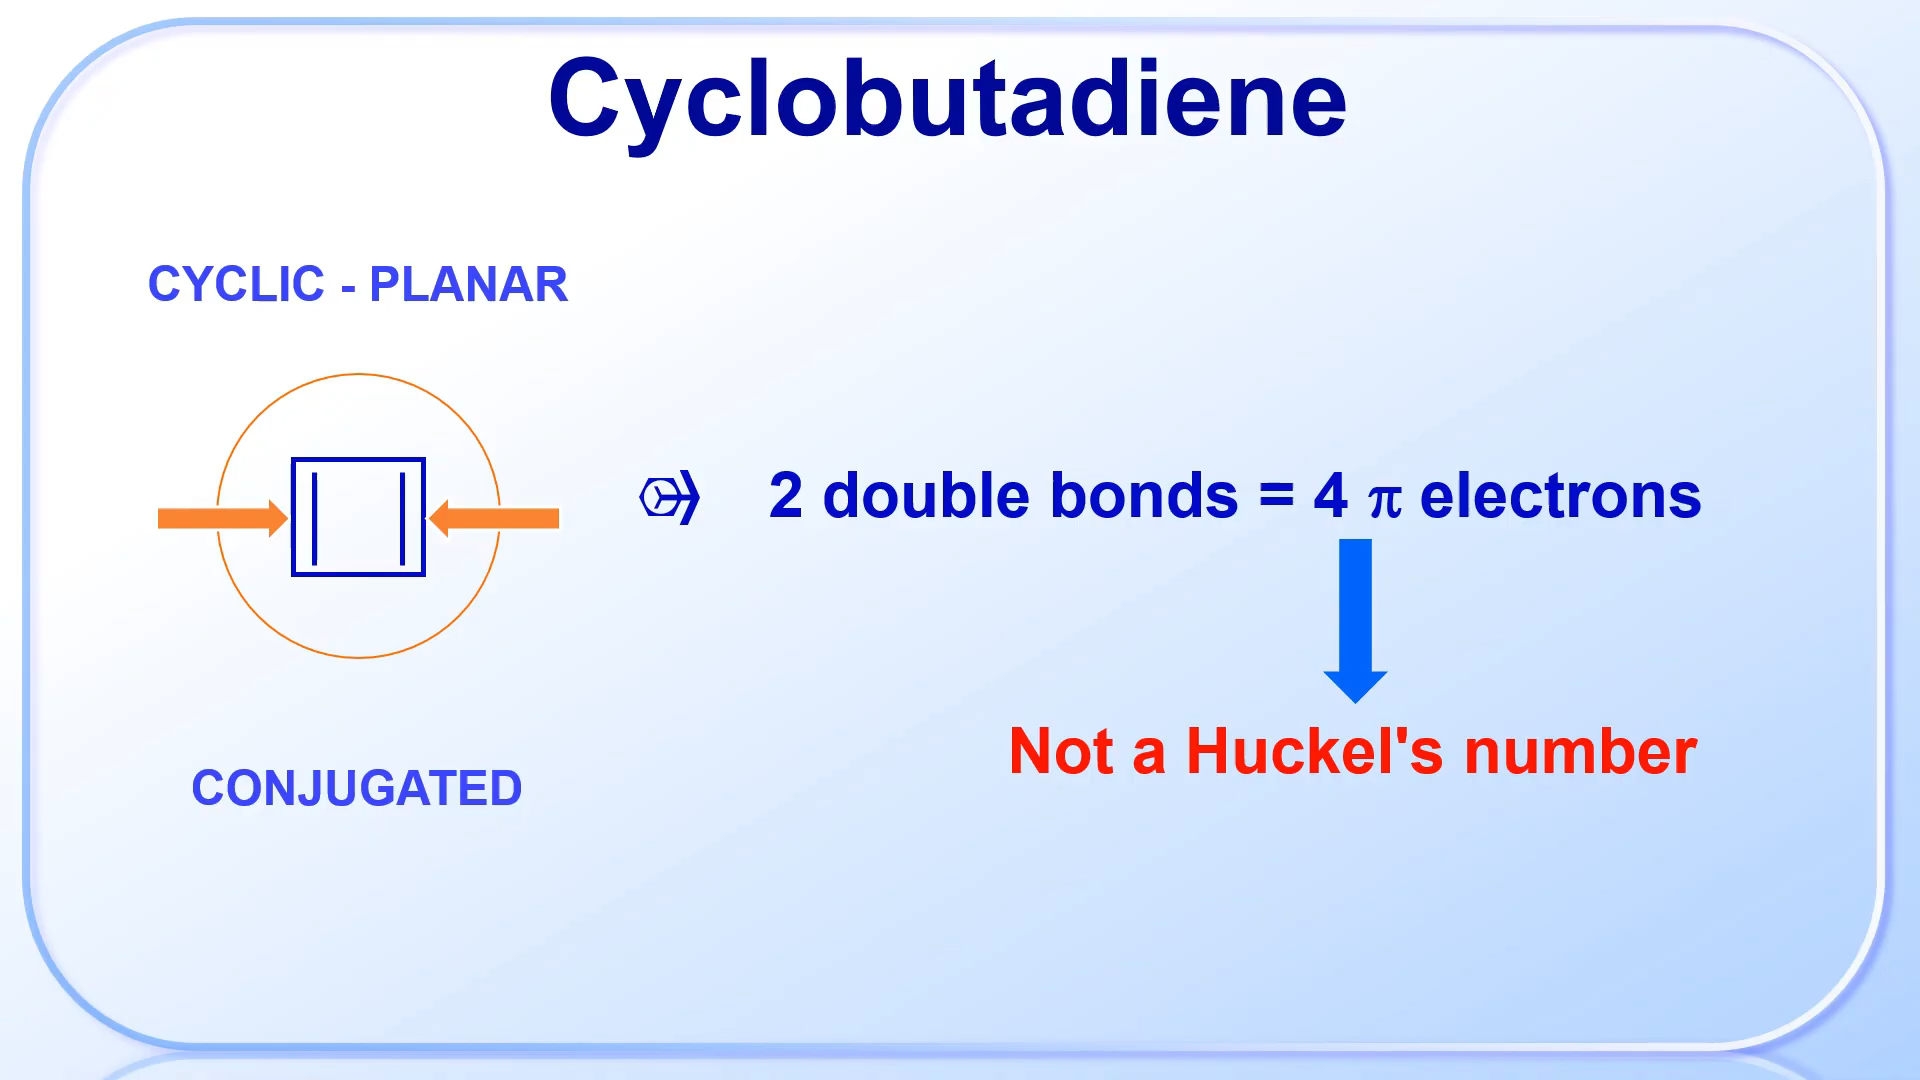 Cyclobutadiene
CYCLIC - PLANAR
2 double bonds = 4 π electrons
Not a Huckel's number
CONJUGATED